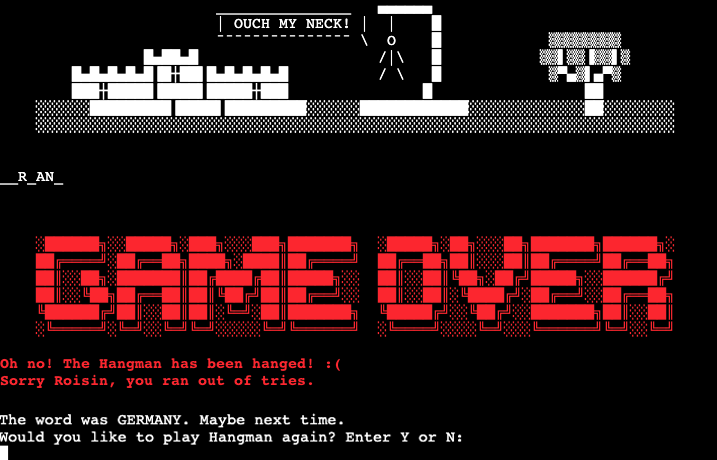 OUCH MY NECK!
__R_AN_
GAME OVER
Oh no! The Hangman has been hanged! :(
Sorry Roisin, you ran out of tries.
The word was GERMANY. Maybe next time.
Would you like to play Hangman again? Enter Y or N: